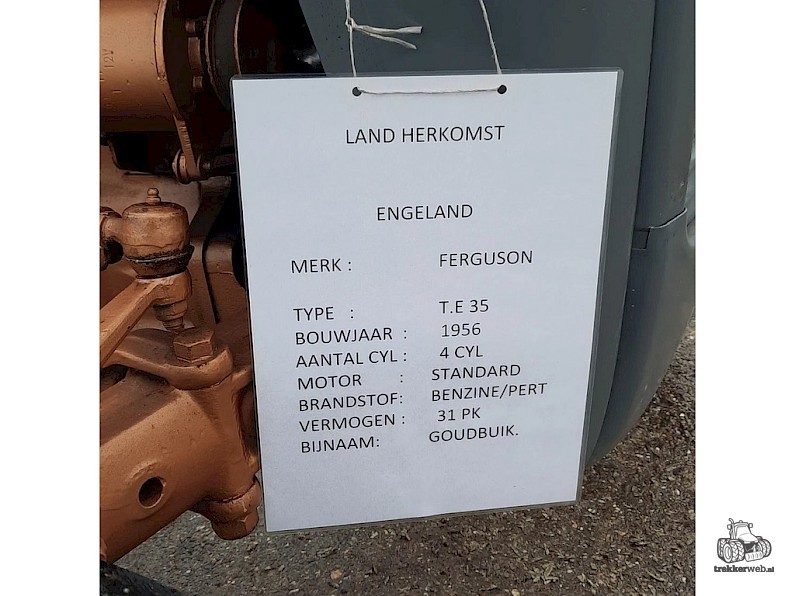 LAND HERKOMST
ENGELAND
MERK : FERGUSON
TYPE : T.E 35
BOUWJAAR : 1956
AANTAL CYL : 4 CYL
MOTOR : STANDARD
BRANDSTOF: BENZINE/PERT
VERMOGEN : 31 PK
BIJNAAM: GOUDBUIK.
12V
trekkerweb.nl